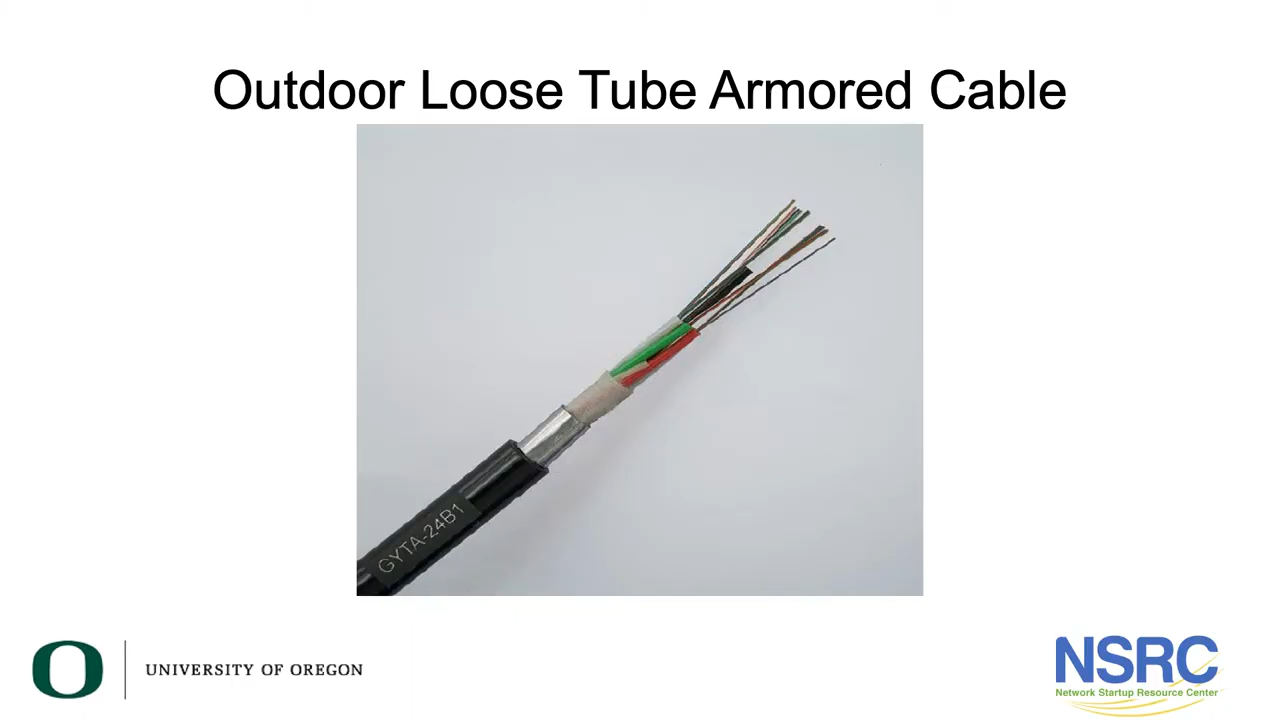 Outdoor Loose Tube Armored Cable
GYTA-24B1
UNIVERSITY OF OREGON
NSRC
Network Startup Resource Center